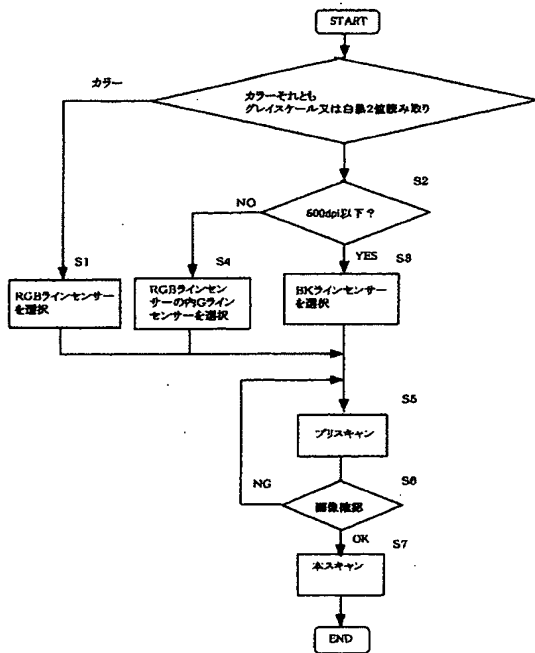 START
カラー
カラーそれとも
グレイスケール又は白黒2値読み取り
S2
NO
600dpi以下?
YES
S1
S4
S3
RGBラインセンサー
を選択
RGBラインセン
サーの内Gライン
センサーを選択
BKラインセンサー
を選択
S5
プリスキャン
S6
NG
画像確認
OK
S7
本スキャン
END